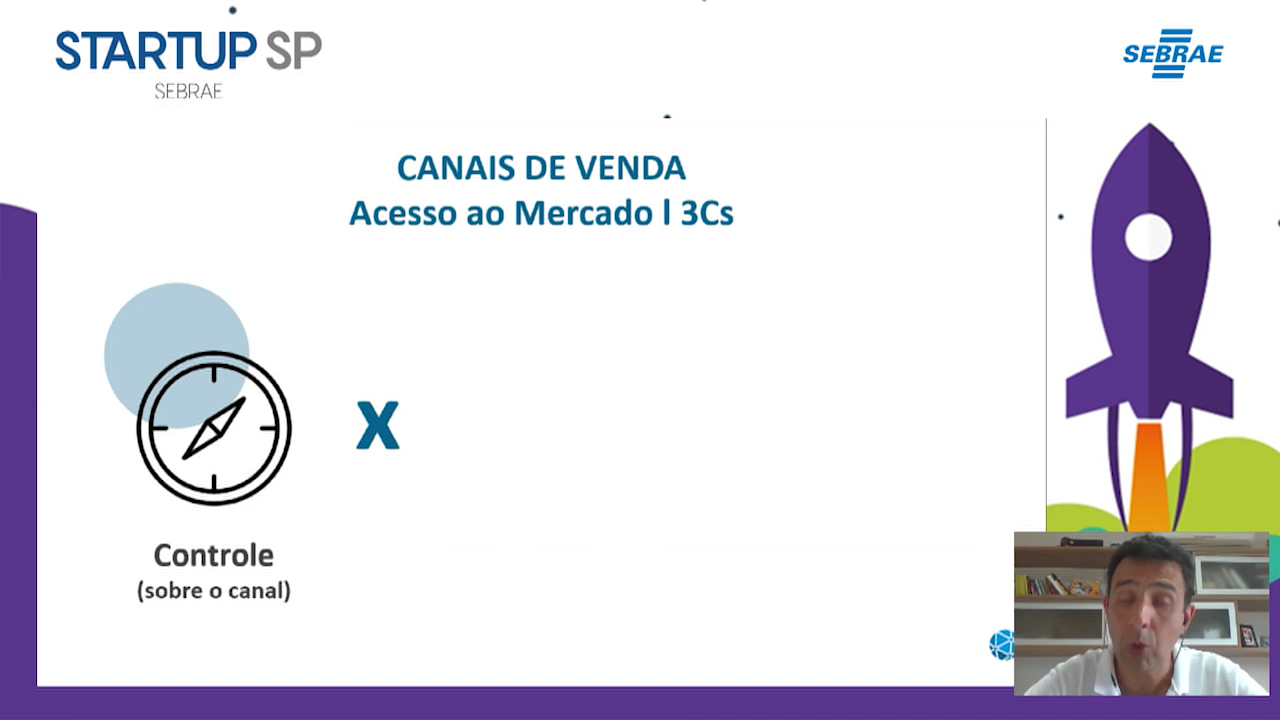 STARTUP SP
SEBRAE
SEBRAE
CANAIS DE VENDA
Acesso ao Mercado l 3Cs
X
Controle
(sobre o canal)